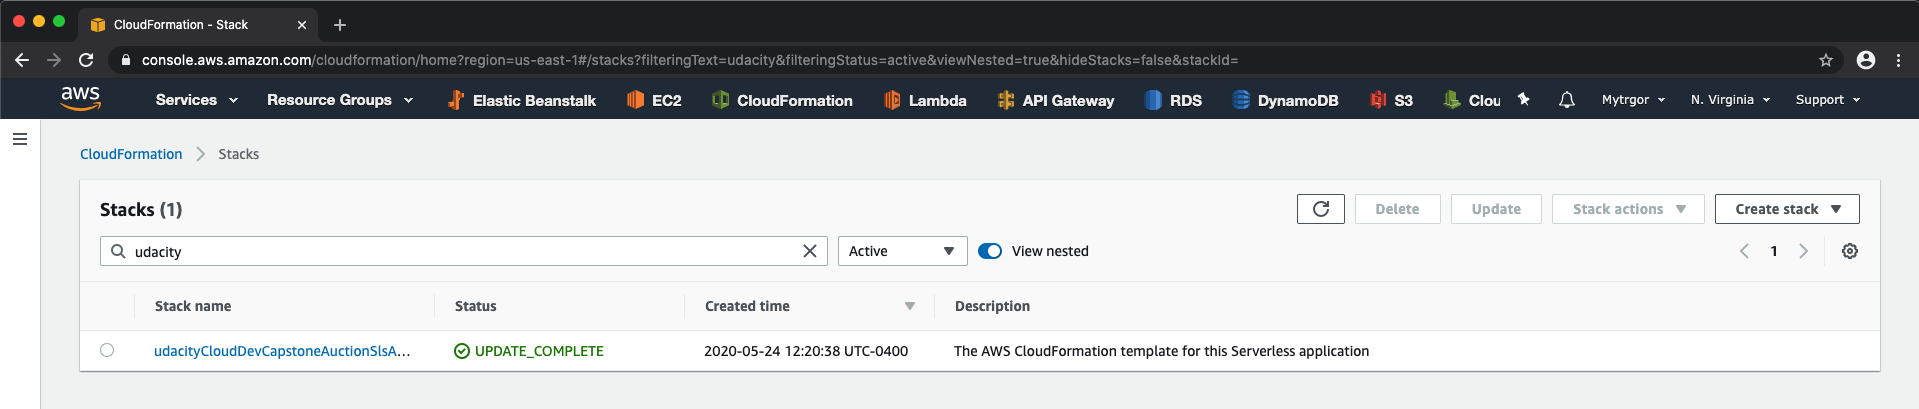 CloudFormation - Stack
console.aws.amazon.com/cloudformation/home?region=us-east-1#/stacks?filteringText=udacity&filteringStatus=active&viewNested=true&hideStacks=false&stackId=
aws Services Resource Groups Elastic Beanstalk EC2 CloudFormation Lambda API Gateway RDS DynamoDB S3 Clou Mytrgor N. Virginia Support
CloudFormation Stacks
Stacks (1) Delete Update Stack actions Create stack
udacity Active View nested 1
Stack name Status Created time Description
udacityCloudDevCapstoneAuctionSlsA... UPDATE_COMPLETE 2020-05-24 12:20:38 UTC-0400 The AWS CloudFormation template for this Serverless application